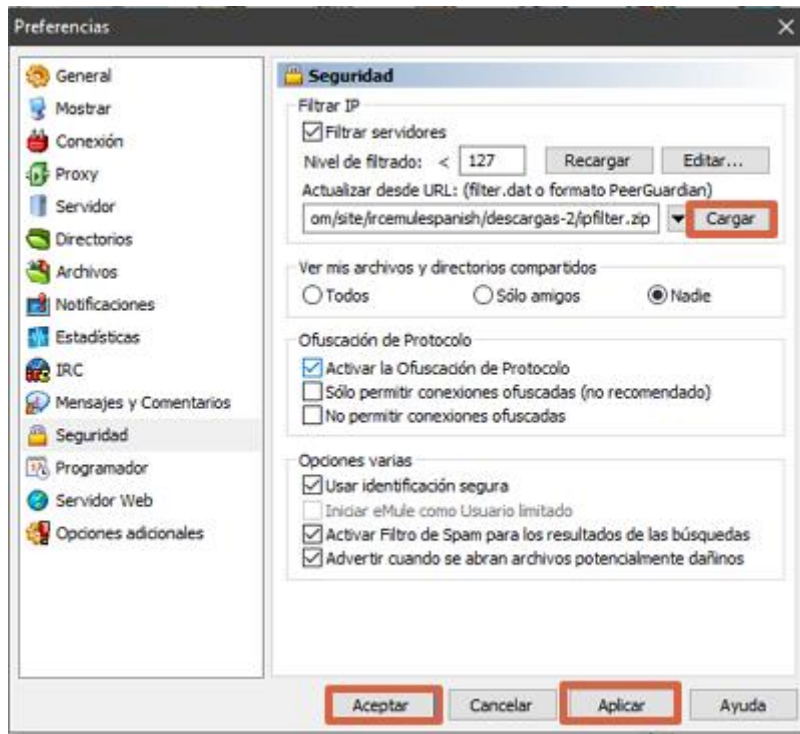 Preferencias
General
Mostrar
Conexión
Proxy
Servidor
Directorios
Archivos
Notificaciones
Estadísticas
IRC
Mensajes y Comentarios
Seguridad
Programador
Servidor Web
Opciones adicionales
Seguridad
Filtrar IP
Filtrar servidores
Nivel de filtrado: < 127 Recargar Editar...
Actualizar desde URL: (filter.dat o formato PeerGuardian)
om/site/ircemulespanish/descargas-2/ipfilter.zip Cargar
Ver mis archivos y directorios compartidos
Todos Sólo amigos Nadie
Ofuscación de Protocolo
Activar la Ofuscación de Protocolo
Sólo permitir conexiones ofuscadas (no recomendado)
No permitir conexiones ofuscadas
Opciones varias
Usar identificación segura
Iniciar eMule como Usuario limitado
Activar Filtro de Spam para los resultados de las búsquedas
Advertir cuando se abran archivos potencialmente dañinos
Aceptar Cancelar Aplicar Ayuda